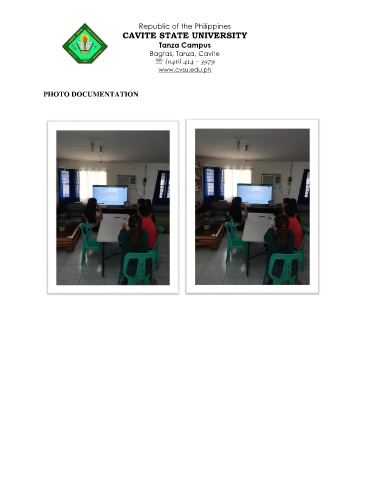 Republic of the Philippines
CAVITE STATE UNIVERSITY
Tanza Campus
Bagtas, Tanza, Cavite
☏ (046) 414 – 3979
www.cvsu.edu.ph
PHOTO DOCUMENTATION